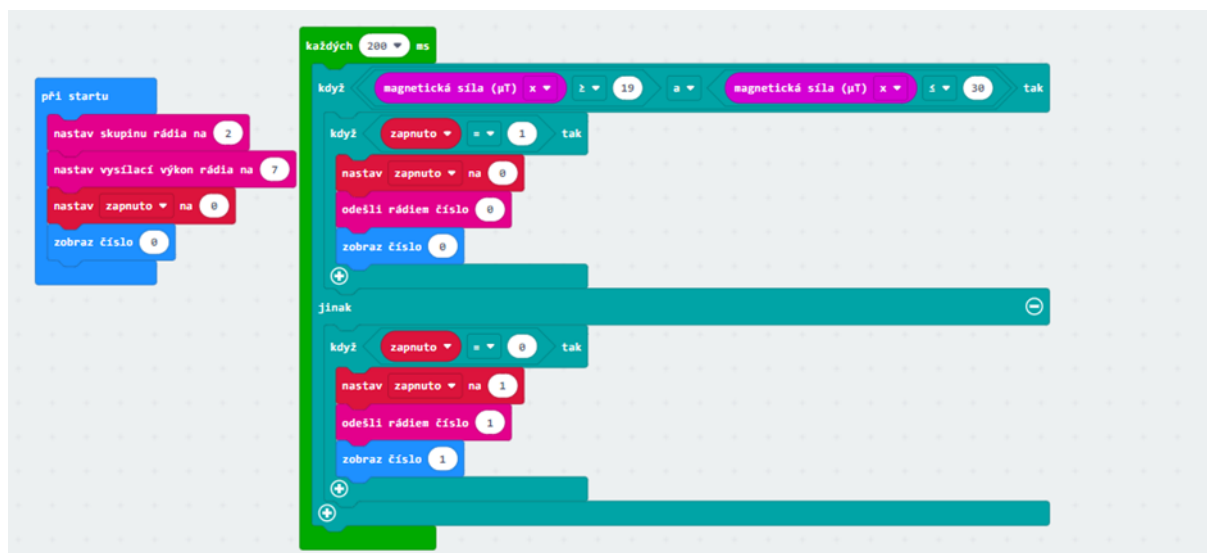 při startu
nastav skupinu rádia na 2
nastav vysílací výkon rádia na 7
nastav zapnuto na 0
zobraz číslo 0
každých 200 ms
když magnetická síla (µT) x ≥ 19 a magnetická síla (µT) x ≤ 30 tak
když zapnuto = 1 tak
nastav zapnuto na 0
odešli rádiem číslo 0
zobraz číslo 0
jinak
když zapnuto = 0 tak
nastav zapnuto na 1
odešli rádiem číslo 1
zobraz číslo 1